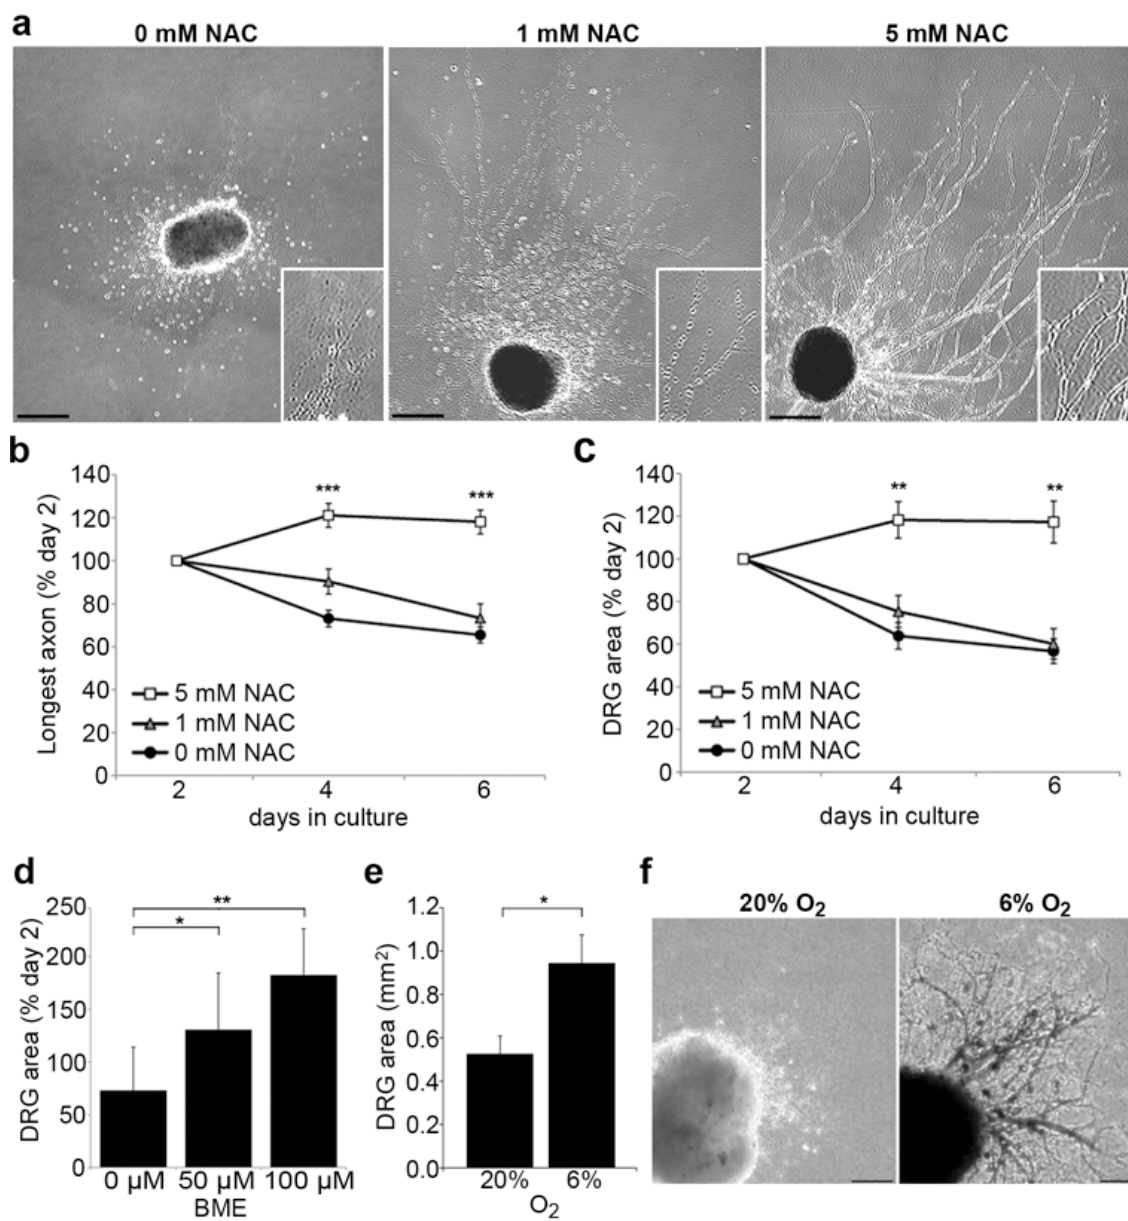 a
0 mM NAC
1 mM NAC
5 mM NAC
b
140
120
100
80
60
40
20
0
Longest axon (% day 2)
***
***
5 mM NAC
1 mM NAC
0 mM NAC
2
4
6
days in culture
c
140
120
100
80
60
40
20
0
DRG area (% day 2)
**
**
5 mM NAC
1 mM NAC
0 mM NAC
2
4
6
days in culture
d
250
200
150
100
50
0
DRG area (% day 2)
**
*
0 µM
50 µM
100 µM
BME
e
1.2
1.0
0.8
0.6
0.4
0.2
0.0
DRG area (mm²)
*
20%
6%
O₂
f
20% O₂
6% O₂